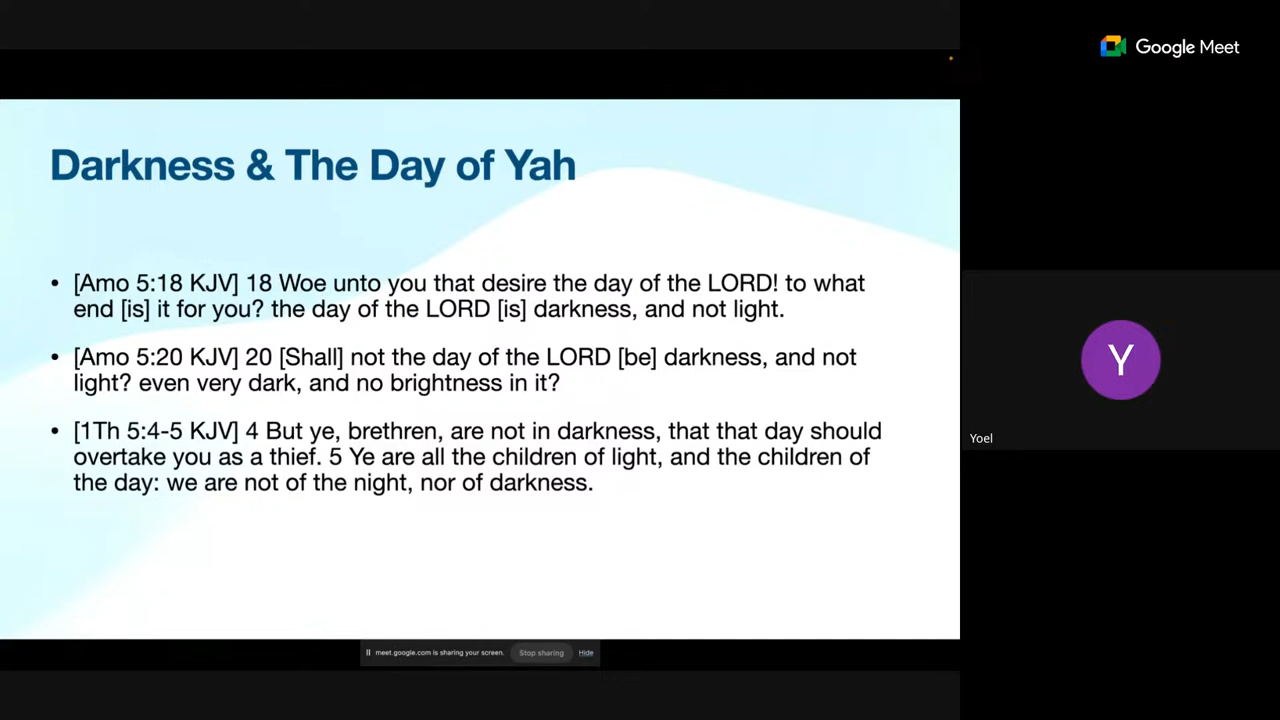 Google Meet
Darkness & The Day of Yah
• [Amo 5:18 KJV] 18 Woe unto you that desire the day of the LORD! to what
end [is] it for you? the day of the LORD [is] darkness, and not light.
• [Amo 5:20 KJV] 20 [Shall] not the day of the LORD [be] darkness, and not
light? even very dark, and no brightness in it?
• [1Th 5:4-5 KJV] 4 But ye, brethren, are not in darkness, that that day should
overtake you as a thief. 5 Ye are all the children of light, and the children of
the day: we are not of the night, nor of darkness.
Y
Yoel
meet.google.com is sharing your screen. Stop sharing Hide